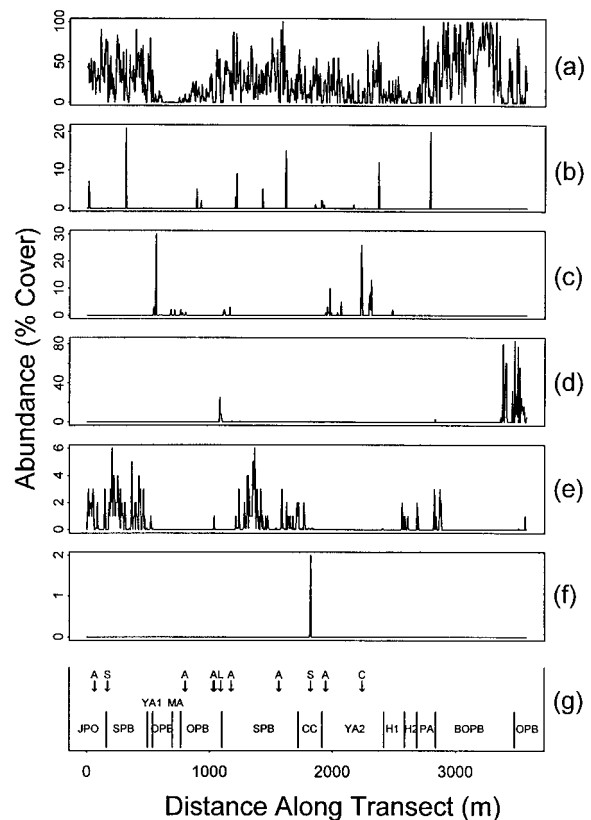 0 50 100
(a)
0 10 20
(b)
0 10 20 30
(c)
0 40 80
(d)
0 2 4 6
(e)
0 1 2
(f)
Abundance (% Cover)
A S A A L A A S A C
YA1 MA
JPO SPB OPB OPB SPB CC YA2 H1 H2 PA BOPB OPB
(g)
0 1000 2000 3000
Distance Along Transect (m)